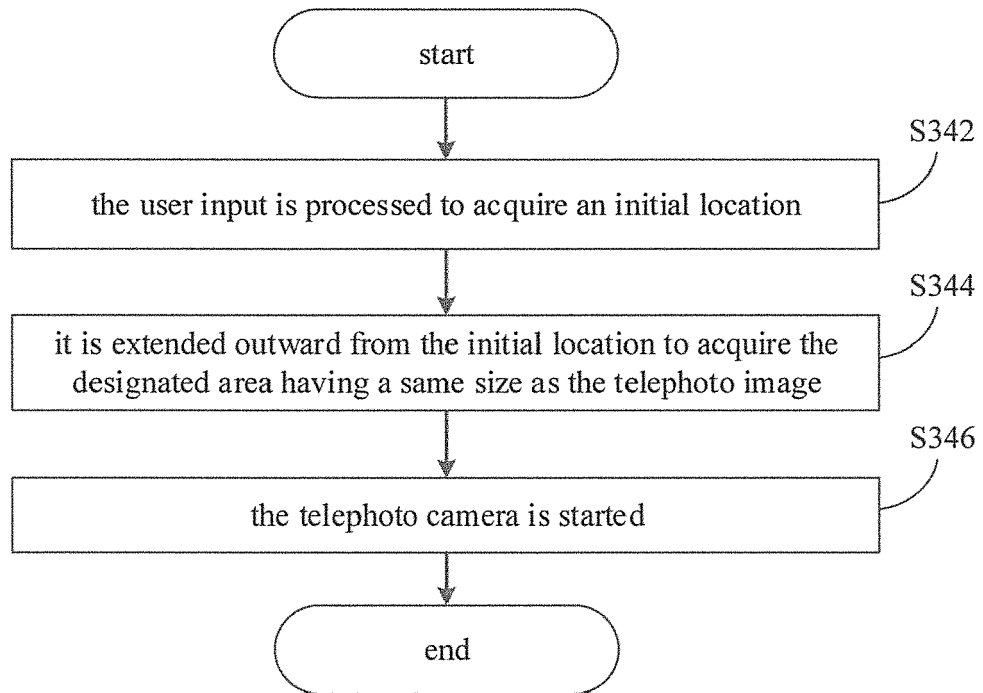 start
S342
the user input is processed to acquire an initial location
S344
it is extended outward from the initial location to acquire the
designated area having a same size as the telephoto image
S346
the telephoto camera is started
end